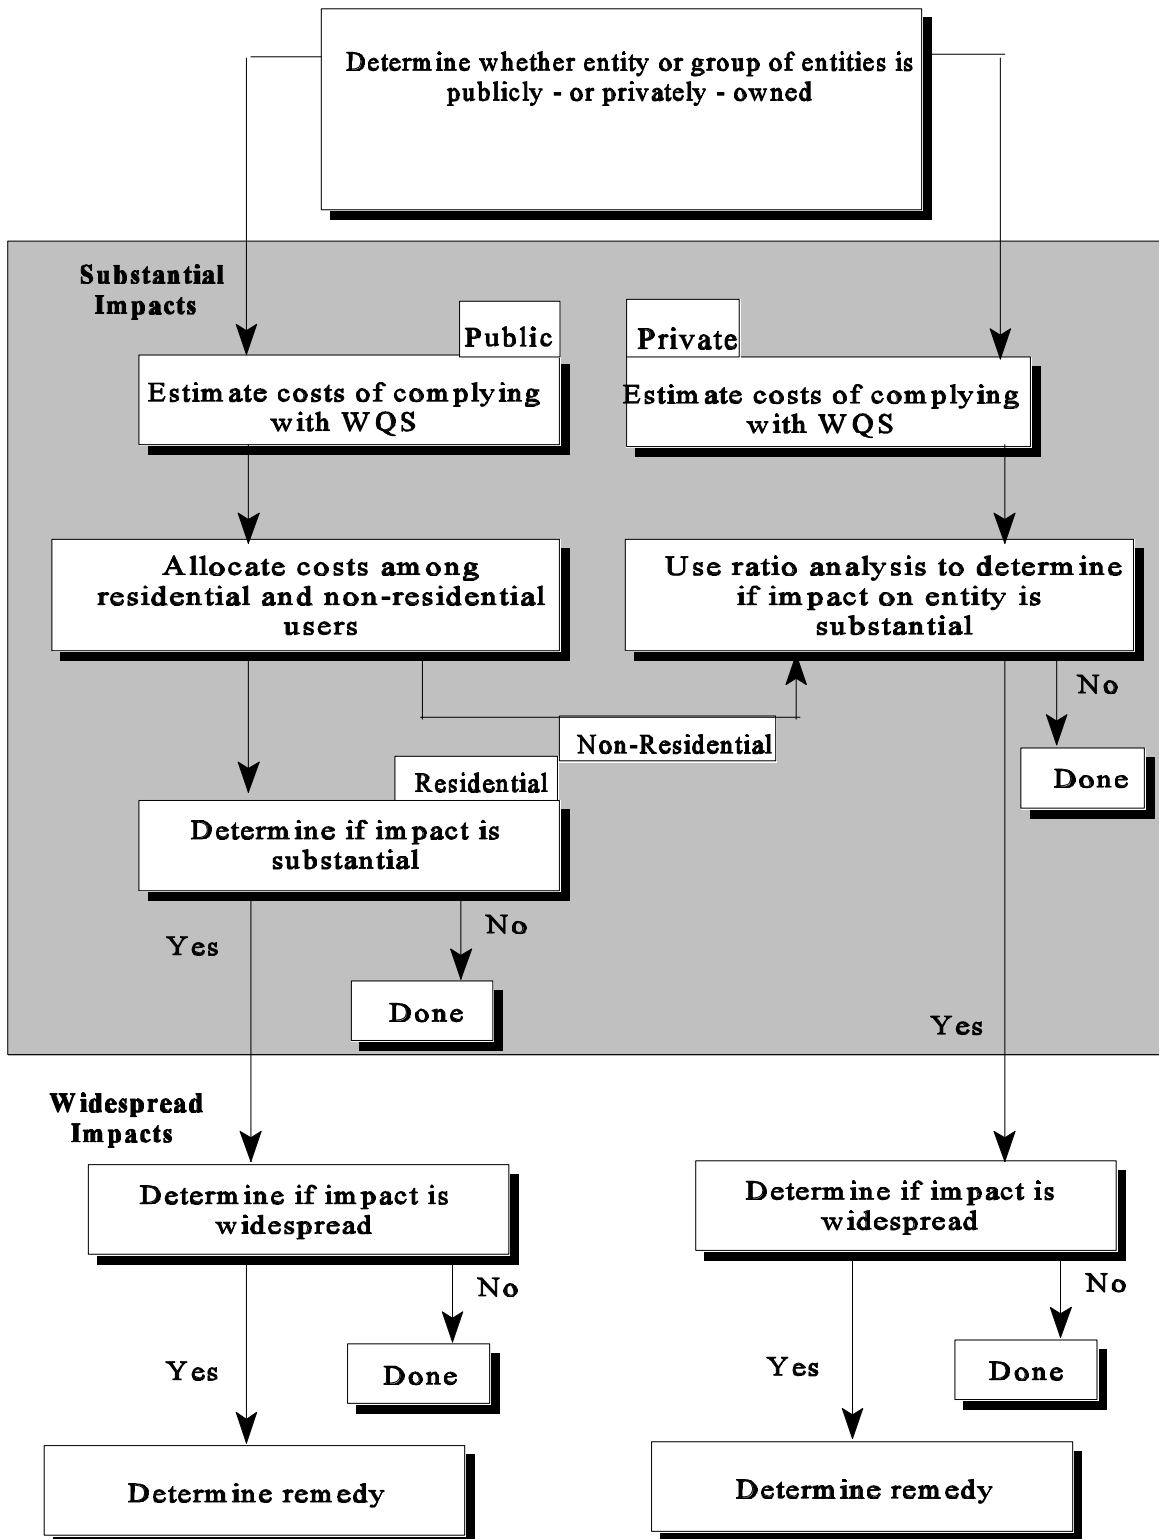 Determine whether entity or group of entities is
publicly - or privately - owned
Substantial
Impacts
Public
Private
Estimate costs of complying
with WQS
Estimate costs of complying
with WQS
Allocate costs among
residential and non-residential
users
Use ratio analysis to determine
if impact on entity is
substantial
No
Non-Residential
Done
Residential
Determine if impact is
substantial
No
Yes
Done
Yes
Widespread
Impacts
Determine if impact is
widespread
Determine if impact is
widespread
No
No
Yes
Done
Yes
Done
Determine remedy
Determine remedy